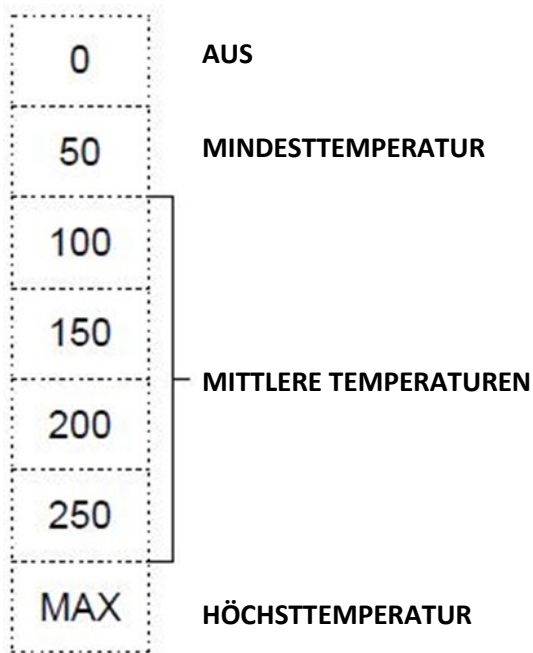 0 AUS
50 MINDESTTEMPERATUR
100
150
MITTLERE TEMPERATUREN
200
250
MAX HÖCHSTTEMPERATUR